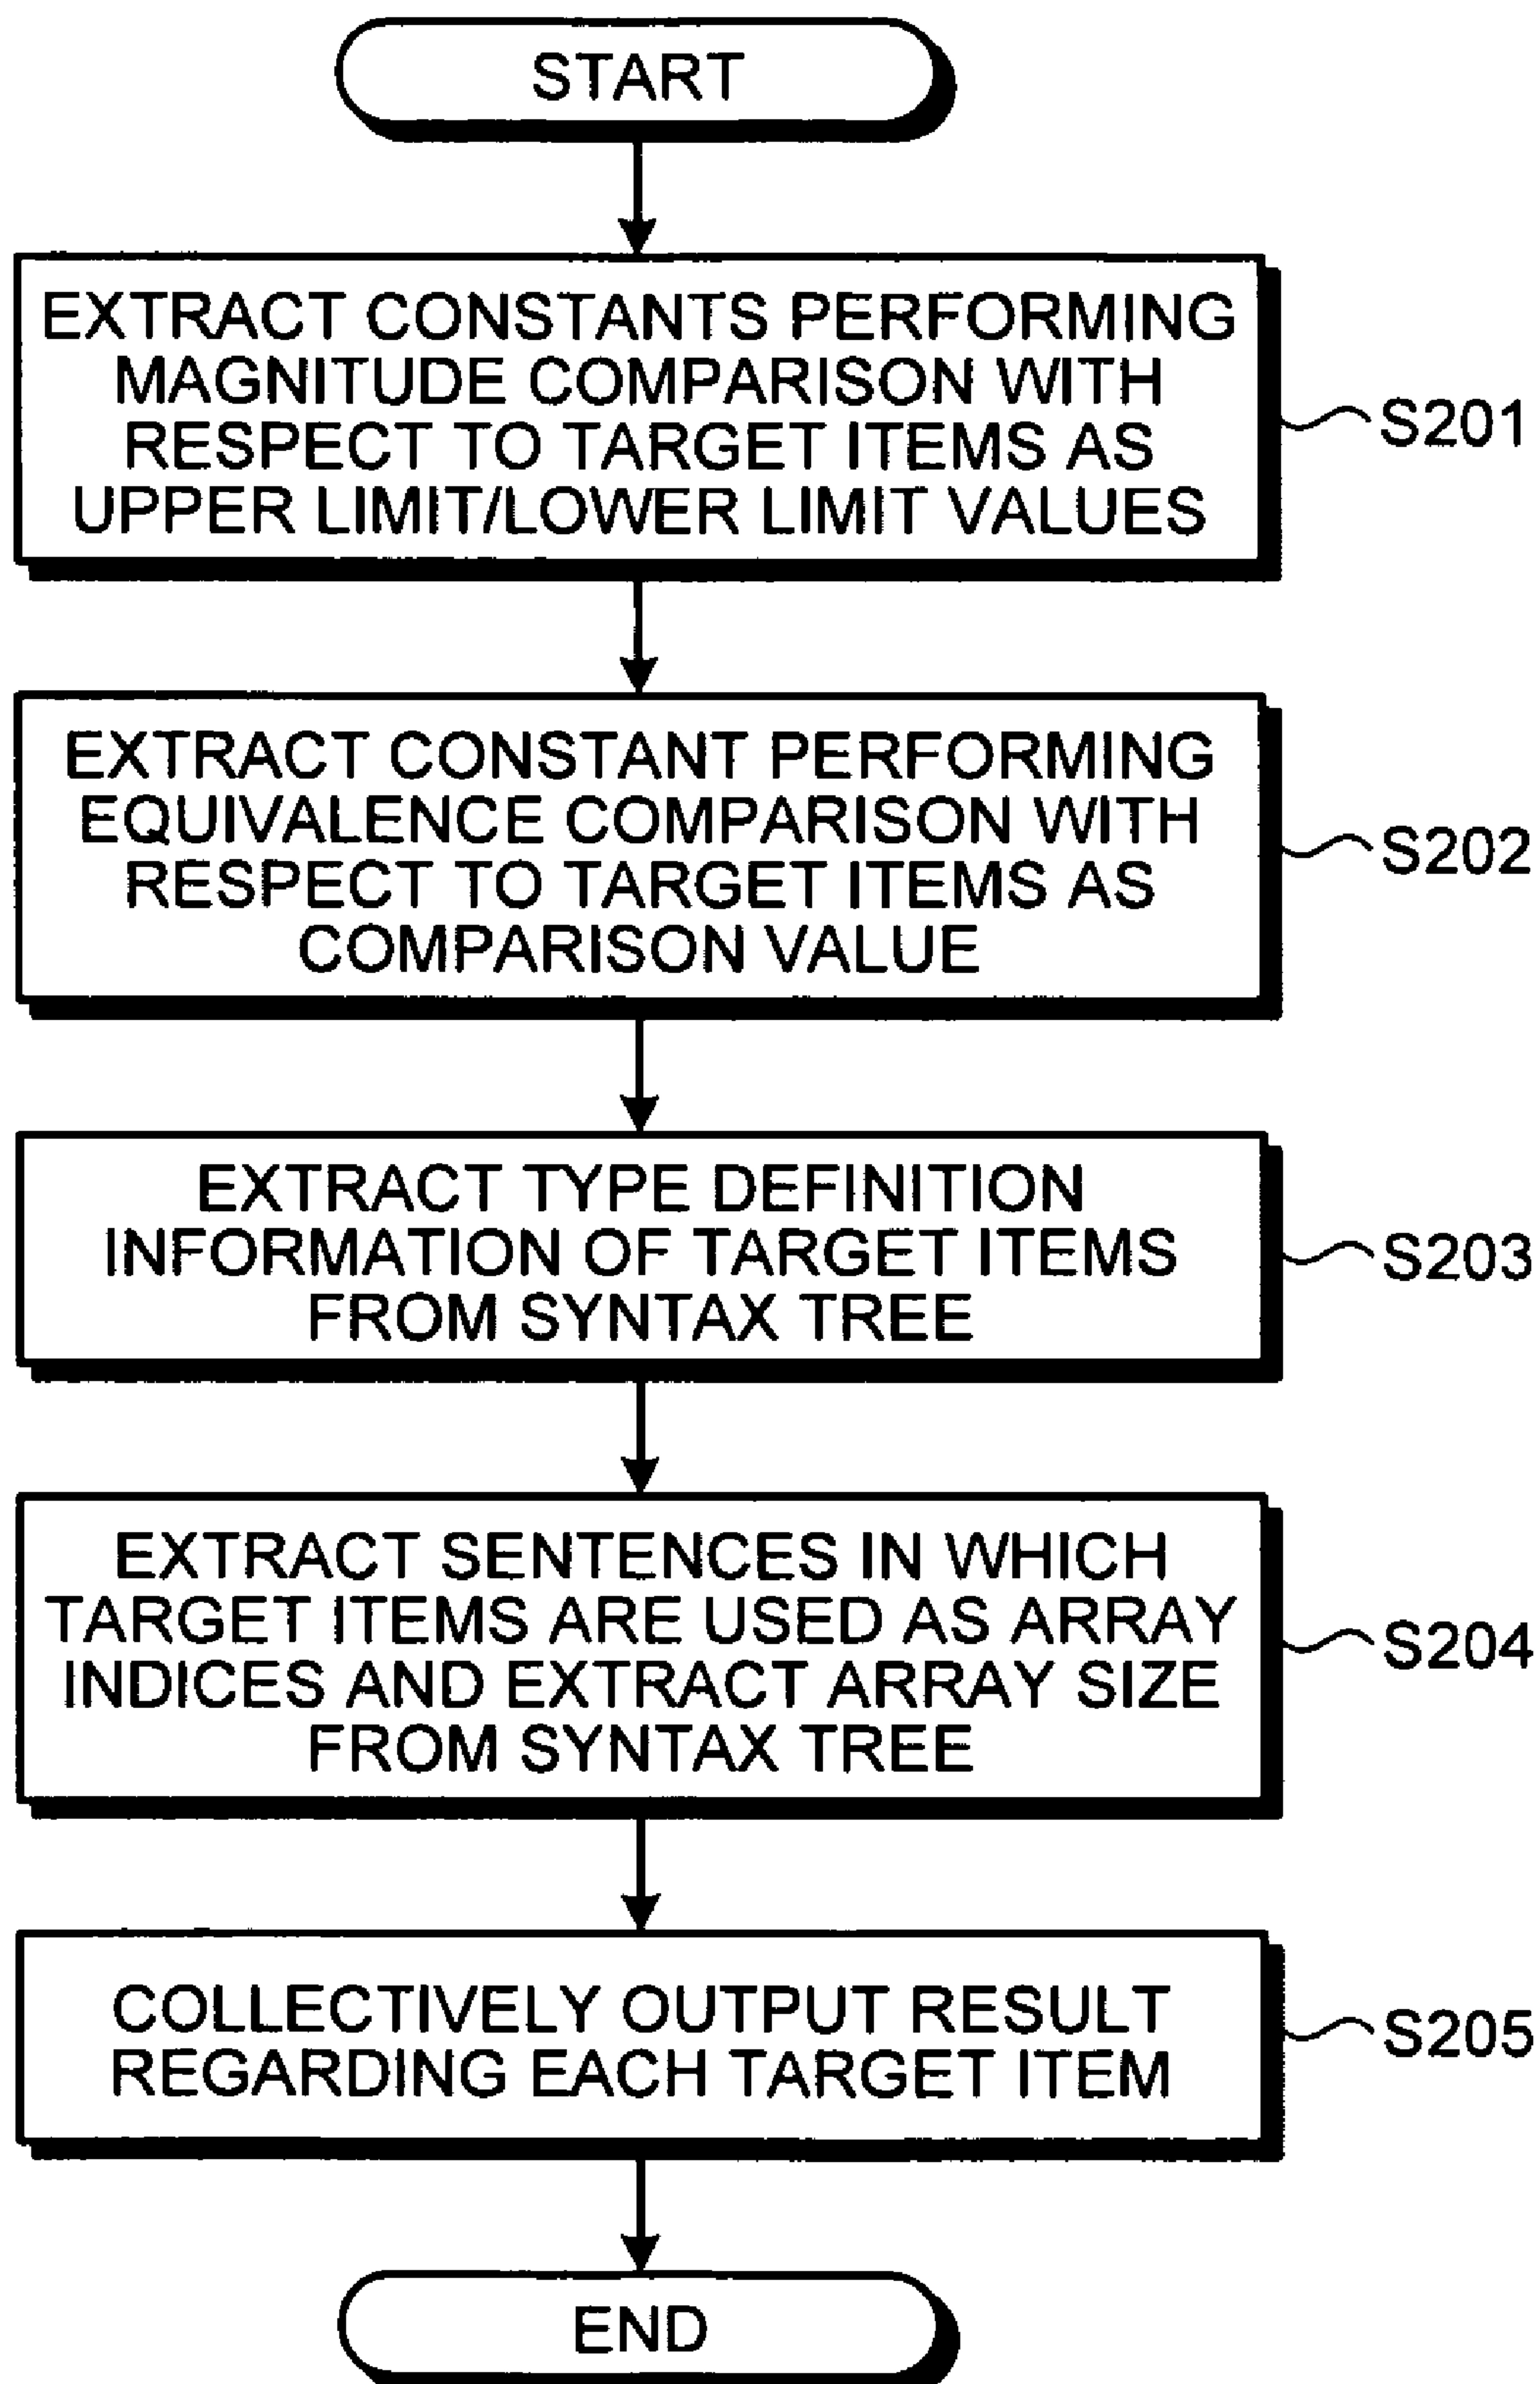 START
EXTRACT CONSTANTS PERFORMING
MAGNITUDE COMPARISON WITH
RESPECT TO TARGET ITEMS AS
UPPER LIMIT/LOWER LIMIT VALUES
S201
EXTRACT CONSTANT PERFORMING
EQUIVALENCE COMPARISON WITH
RESPECT TO TARGET ITEMS AS
COMPARISON VALUE
S202
EXTRACT TYPE DEFINITION
INFORMATION OF TARGET ITEMS
FROM SYNTAX TREE
S203
EXTRACT SENTENCES IN WHICH
TARGET ITEMS ARE USED AS ARRAY
INDICES AND EXTRACT ARRAY SIZE
FROM SYNTAX TREE
S204
COLLECTIVELY OUTPUT RESULT
REGARDING EACH TARGET ITEM
S205
END